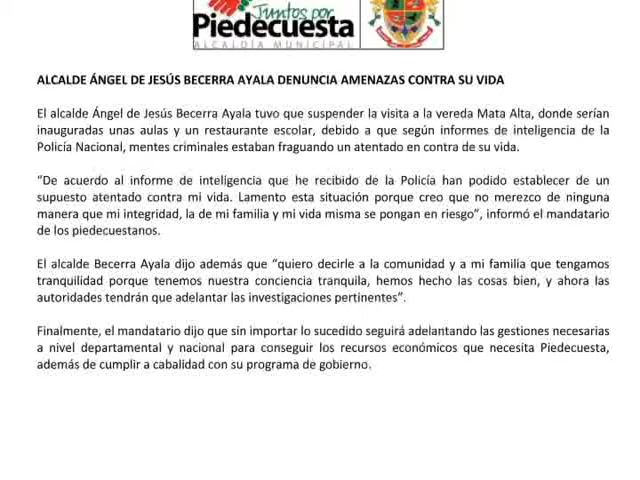 Juntos por
Piedecuesta
ALCALDÍA MUNICIPAL
ALCALDE ÁNGEL DE JESÚS BECERRA AYALA DENUNCIA AMENAZAS CONTRA SU VIDA
El alcalde Ángel de Jesús Becerra Ayala tuvo que suspender la visita a la vereda Mata Alta, donde serían
inauguradas unas aulas y un restaurante escolar, debido a que según informes de inteligencia de la
Policía Nacional, mentes criminales estaban fraguando un atentado en contra de su vida.
“De acuerdo al informe de inteligencia que he recibido de la Policía han podido establecer de un
supuesto atentado contra mi vida. Lamento esta situación porque creo que no merezco de ninguna
manera que mi integridad, la de mi familia y mi vida misma se pongan en riesgo”, informó el mandatario
de los piedecuestanos.
El alcalde Becerra Ayala dijo además que “quiero decirle a la comunidad y a mi familia que tengamos
tranquilidad porque tenemos nuestra conciencia tranquila, hemos hecho las cosas bien, y ahora las
autoridades tendrán que adelantar las investigaciones pertinentes”.
Finalmente, el mandatario dijo que sin importar lo sucedido seguirá adelantando las gestiones necesarias
a nivel departamental y nacional para conseguir los recursos económicos que necesita Piedecuesta,
además de cumplir a cabalidad con su programa de gobierno.